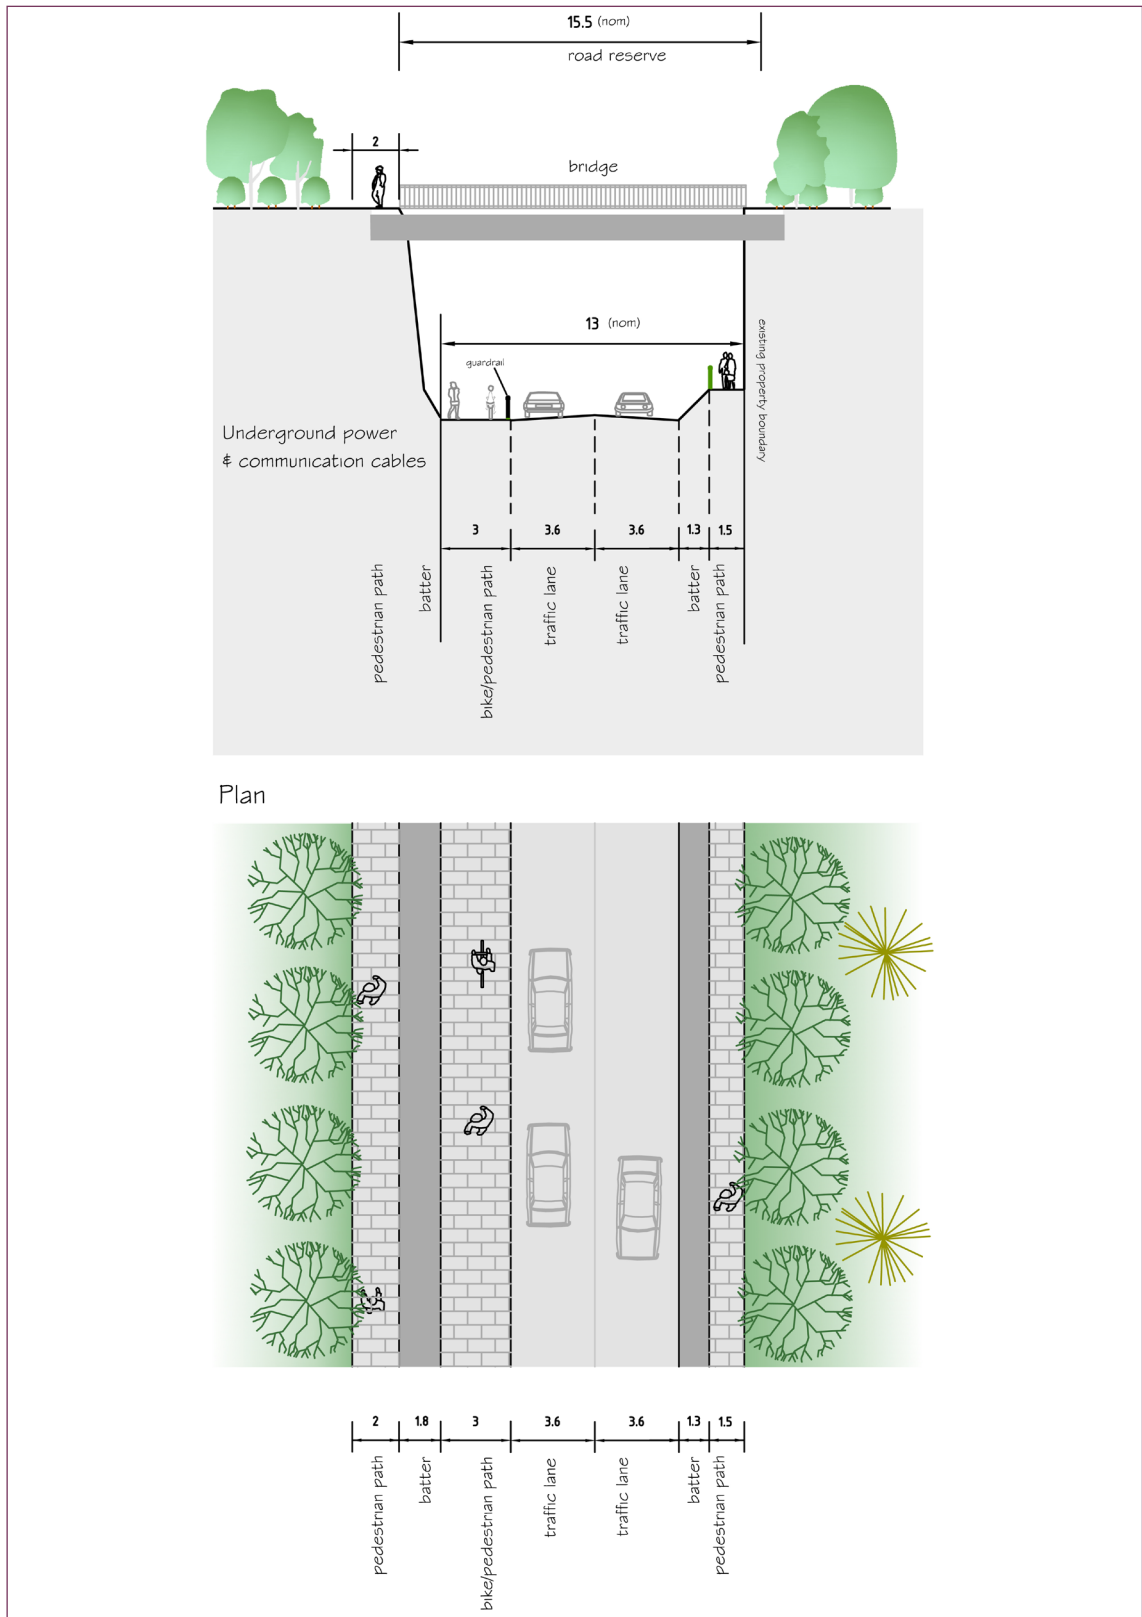 15.5 (nom)
road reserve
2
bridge
13 (nom)
guardrail
existing property boundary
Underground power
& communication cables
3
3.6
3.6
1.3
1.5
pedestrian path
batter
bike/pedestrian path
traffic lane
traffic lane
batter
pedestrian path
Plan
2
1.8
3
3.6
3.6
1.3
1.5
pedestrian path
batter
bike/pedestrian path
traffic lane
traffic lane
batter
pedestrian path